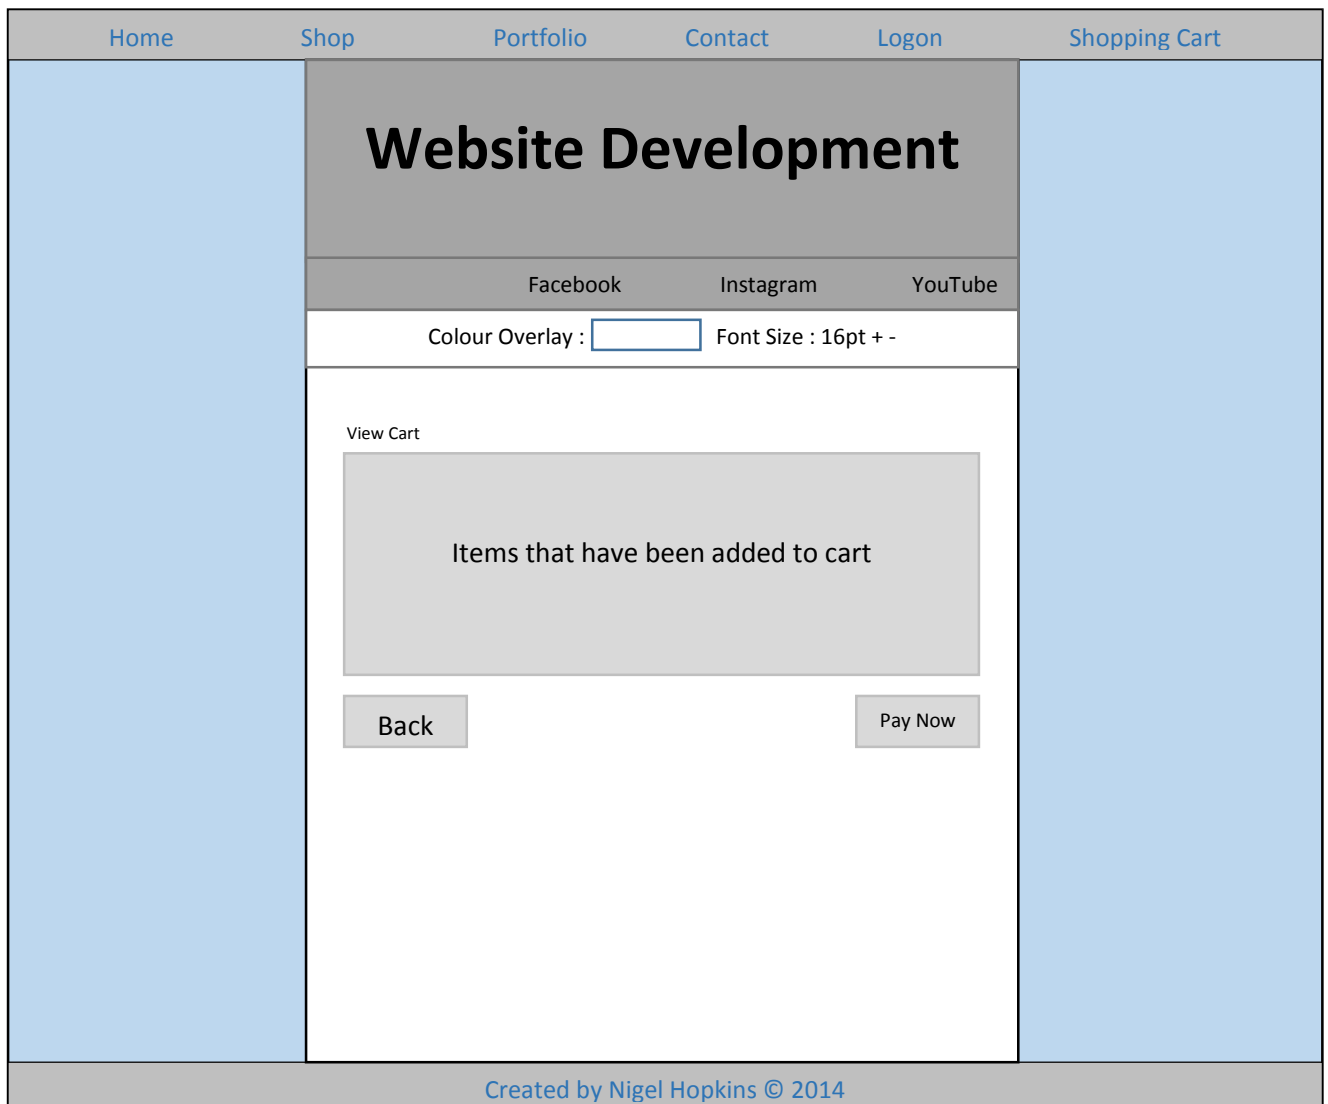 Home Shop Portfolio Contact Logon Shopping Cart
Website Development
Facebook Instagram YouTube
Colour Overlay : Font Size : 16pt + -
View Cart
Items that have been added to cart
Back Pay Now
Created by Nigel Hopkins © 2014